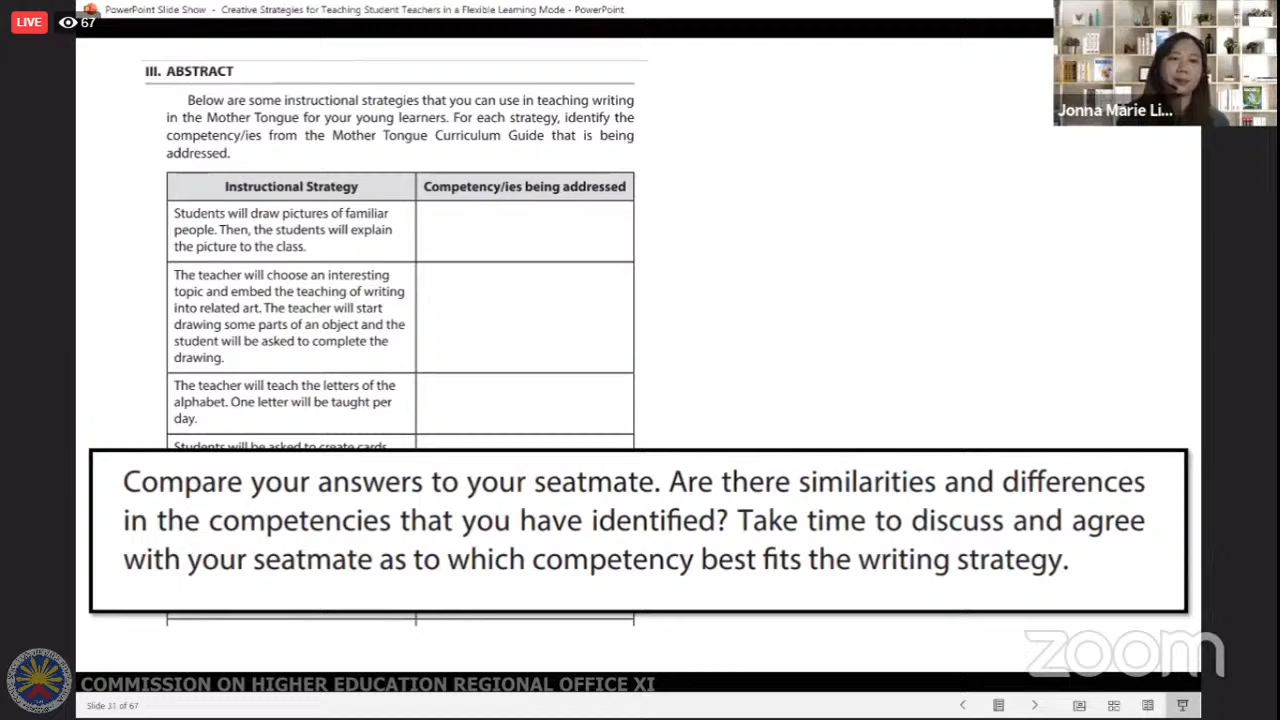 PowerPoint Slide Show - Creative Strategies for Teaching Student Teachers in a Flexible Learning Mode - PowerPoint
LIVE 67
III. ABSTRACT
Jonna Marie Li...
Below are some instructional strategies that you can use in teaching writing
in the Mother Tongue for your young learners. For each strategy, identify the
competency/ies from the Mother Tongue Curriculum Guide that is being
addressed.
Instructional Strategy
Competency/ies being addressed
Students will draw pictures of familiar
people. Then, the students will explain
the picture to the class.
The teacher will choose an interesting
topic and embed the teaching of writing
into related art. The teacher will start
drawing some parts of an object and the
student will be asked to complete the
drawing.
The teacher will teach the letters of the
alphabet. One letter will be taught per
day.
Students will be asked to create cards
Compare your answers to your seatmate. Are there similarities and differences
in the competencies that you have identified? Take time to discuss and agree
with your seatmate as to which competency best fits the writing strategy.
zoom
COMMISSION ON HIGHER EDUCATION REGIONAL OFFICE XI
Slide 31 of 67